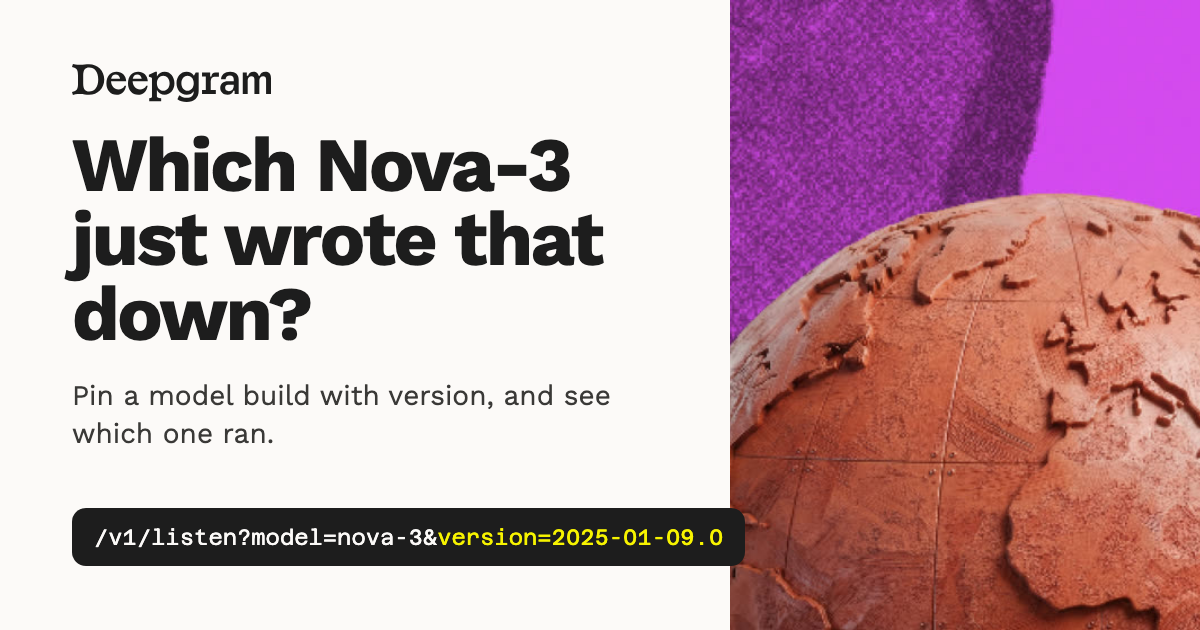 Deepgram
Which Nova-3
just wrote that
down?
Pin a model build with version, and see
which one ran.
/v1/listen?model=nova-3&version=2025-01-09.0